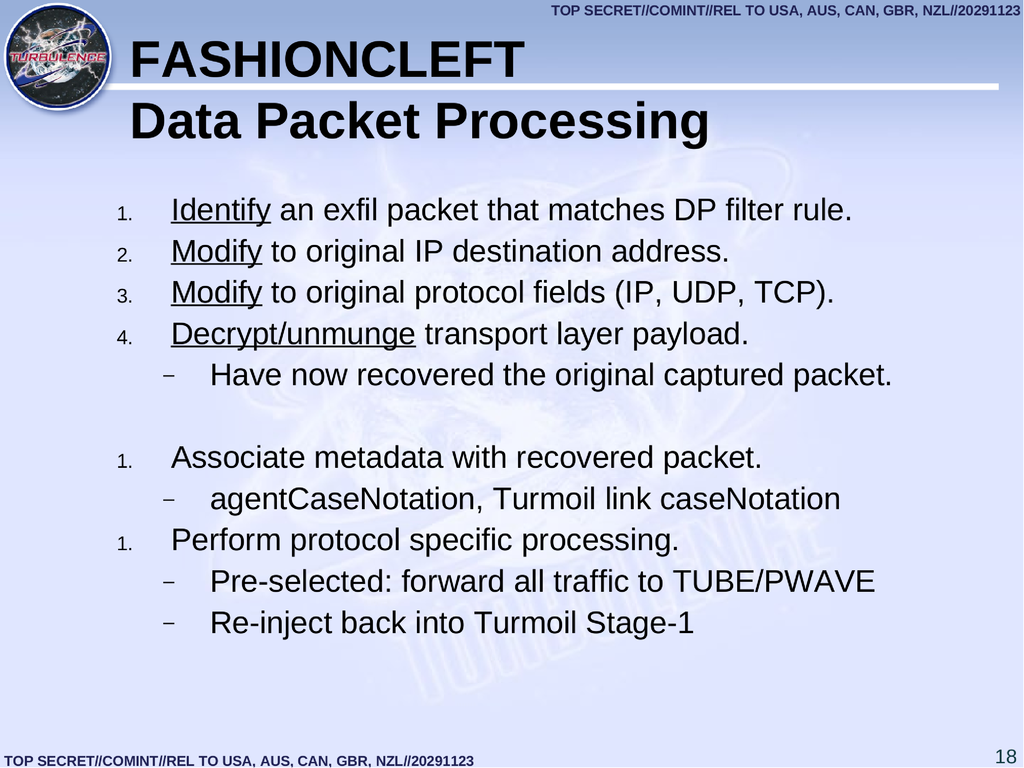 TOP SECRET//COMINT//REL TO USA, AUS, CAN, GBR, NZL//20291123
TURBULENCE
FASHIONCLEFT
Data Packet Processing
1. Identify an exfil packet that matches DP filter rule.
2. Modify to original IP destination address.
3. Modify to original protocol fields (IP, UDP, TCP).
4. Decrypt/unmunge transport layer payload.
– Have now recovered the original captured packet.
1. Associate metadata with recovered packet.
– agentCaseNotation, Turmoil link caseNotation
1. Perform protocol specific processing.
– Pre-selected: forward all traffic to TUBE/PWAVE
– Re-inject back into Turmoil Stage-1
TURBULENCE
TOP SECRET//COMINT//REL TO USA, AUS, CAN, GBR, NZL//20291123
18